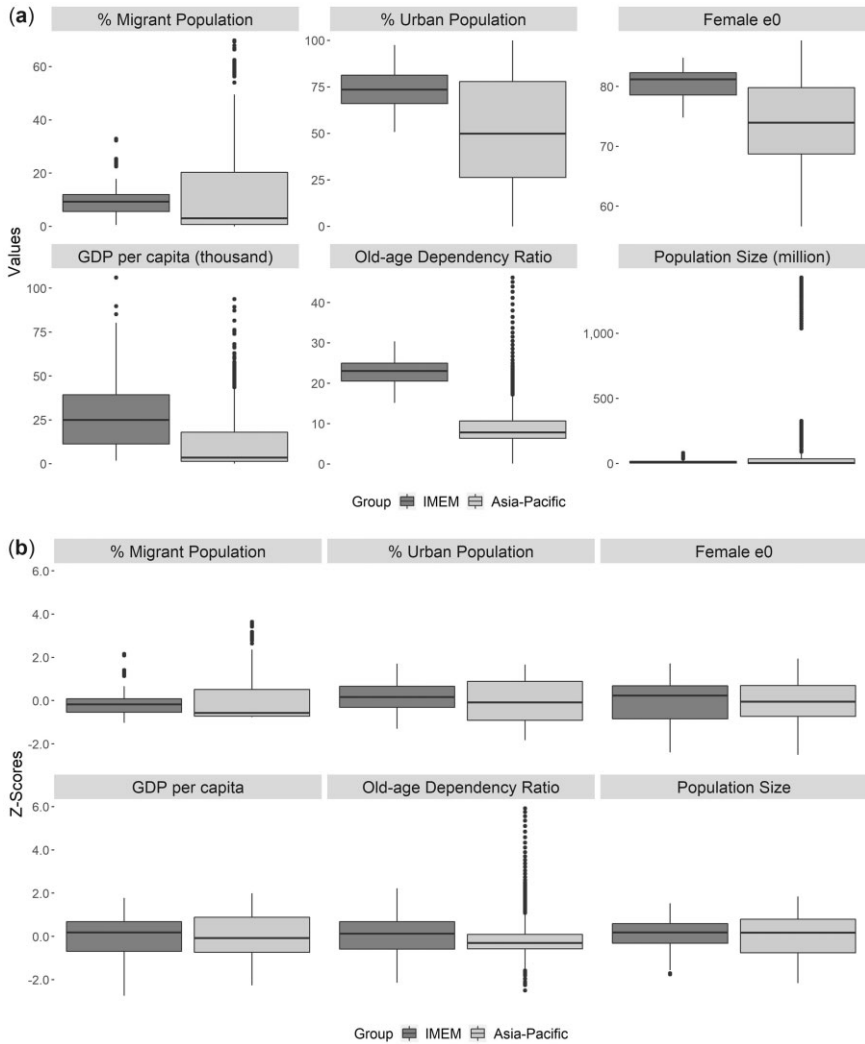 (a)
% Migrant Population
% Urban Population
Female e0
60
40
20
0
100
75
50
25
0
80
70
60
Values
GDP per capita (thousand)
Old-age Dependency Ratio
Population Size (million)
100
75
50
25
0
40
30
20
10
0
1,000
500
0
Group IMEM Asia-Pacific
(b)
% Migrant Population
% Urban Population
Female e0
6.0
4.0
2.0
0.0
-2.0
Z-Scores
GDP per capita
Old-age Dependency Ratio
Population Size
6.0
4.0
2.0
0.0
-2.0
Group IMEM Asia-Pacific